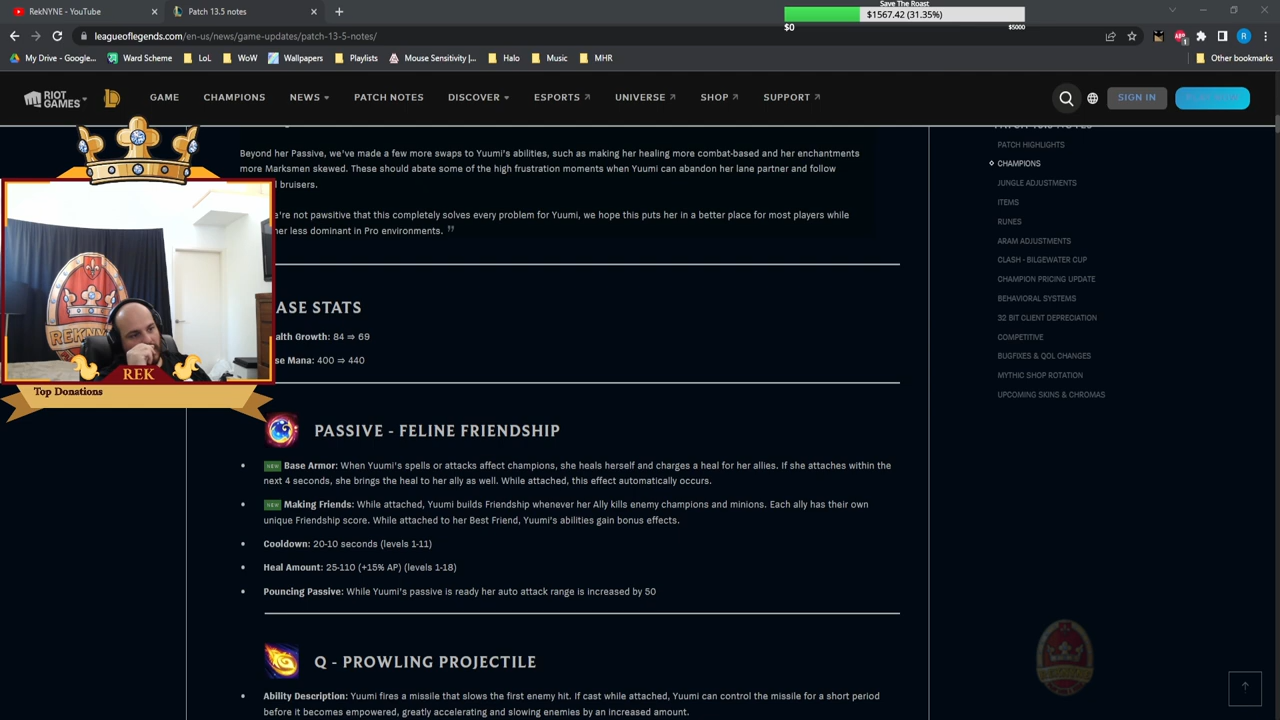 RekNYNE - YouTube
Patch 13.5 notes
Save The Roast
$1567.42 (31.35%)
$0
$5000
leagueoflegends.com/en-us/news/game-updates/patch-13-5-notes/
My Drive - Google...
Ward Scheme
LoL
WoW
Wallpapers
Playlists
Mouse Sensitivity |...
Halo
Music
MHR
Other bookmarks
RIOT GAMES
GAME
CHAMPIONS
NEWS
PATCH NOTES
DISCOVER
ESPORTS
UNIVERSE
SHOP
SUPPORT
SIGN IN
Beyond her Passive, we've made a few more swaps to Yuumi's abilities, such as making her healing more combat-based and her enchantments
more Marksmen skewed. These should abate some of the high frustration moments when Yuumi can abandon her lane partner and follow
bruisers.
're not pawsitive that this completely solves every problem for Yuumi, we hope this puts her in a better place for most players while
her less dominant in Pro environments. ”
ASE STATS
alth Growth: 84 ⇒ 69
se Mana: 400 ⇒ 440
REKNYNE
REK
Top Donations
PASSIVE - FELINE FRIENDSHIP
NEW Base Armor: When Yuumi's spells or attacks affect champions, she heals herself and charges a heal for her allies. If she attaches within the
next 4 seconds, she brings the heal to her ally as well. While attached, this effect automatically occurs.
NEW Making Friends: While attached, Yuumi builds Friendship whenever her Ally kills enemy champions and minions. Each ally has their own
unique Friendship score. While attached to her Best Friend, Yuumi's abilities gain bonus effects.
Cooldown: 20-10 seconds (levels 1-11)
Heal Amount: 25-110 (+15% AP) (levels 1-18)
Pouncing Passive: While Yuumi's passive is ready her auto attack range is increased by 50
Q - PROWLING PROJECTILE
Ability Description: Yuumi fires a missile that slows the first enemy hit. If cast while attached, Yuumi can control the missile for a short period
before it becomes empowered, greatly accelerating and slowing enemies by an increased amount.
PATCH 13.5 NOTES
PATCH HIGHLIGHTS
CHAMPIONS
JUNGLE ADJUSTMENTS
ITEMS
RUNES
ARAM ADJUSTMENTS
CLASH - BILGEWATER CUP
CHAMPION PRICING UPDATE
BEHAVIORAL SYSTEMS
32 BIT CLIENT DEPRECIATION
COMPETITIVE
BUGFIXES & QOL CHANGES
MYTHIC SHOP ROTATION
UPCOMING SKINS & CHROMAS